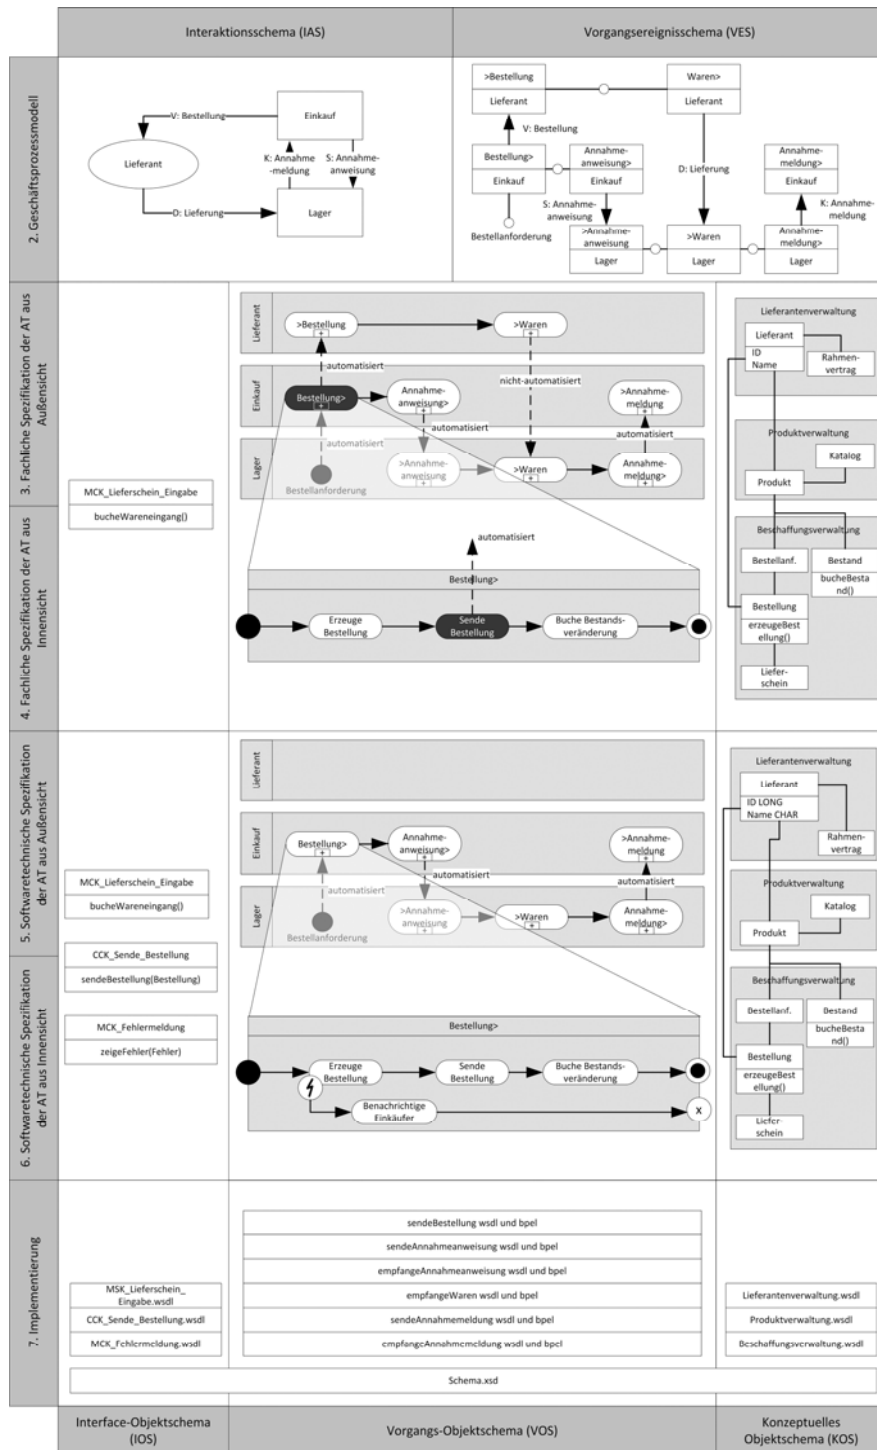 Interaktionsschema (IAS)
Vorgangsereignisschema (VES)
2. Geschäftsprozessmodell
V: Bestellung
Einkauf
Lieferant
K: Annahme
-meldung
S: Annahme-
anweisung
D: Lieferung
Lager
>Bestellung
Lieferant
Waren>
Lieferant
V: Bestellung
Bestellung>
Einkauf
Annahme-
anweisung>
Einkauf
D: Lieferung
Annahme-
meldung>
Einkauf
S: Annahme-
anweisung
K: Annahme-
meldung
Bestellanforderung
>Annahme-
anweisung
Lager
>Waren
Lager
Annahme-
meldung>
Lager
3. Fachliche Spezifikation der AT aus
Außensicht
4. Fachliche Spezifikation der AT aus
Innensicht
MCK_Lieferschein_Eingabe
bucheWareneingang()
Lieferant
>Bestellung
>Waren
automatisiert
nicht-automatisiert
Einkauf
Bestellung>
Annahme-
anweisung>
>Annahme-
meldung
automatisiert
automatisiert
automatisiert
Lager
Bestellanforderung
>Annahme-
anweisung
>Waren
Annahme-
meldung>
automatisiert
Bestellung>
Erzeuge
Bestellung
Sende
Bestellung
Buche Bestands-
veränderung
Lieferantenverwaltung
Lieferant
ID
Name
Rahmen-
vertrag
Produktverwaltung
Katalog
Produkt
Beschaffungsverwaltung
Bestellanf.
Bestand
bucheBesta
nd()
Bestellung
erzeugeBest
ellung()
Liefer-
schein
5. Softwaretechnische Spezifikation
der AT aus Außensicht
6. Softwaretechnische Spezifikation
der AT aus Innensicht
MCK_Lieferschein_Eingabe
bucheWareneingang()
CCK_Sende_Bestellung
sendeBestellung(Bestellung)
MCK_Fehlermeldung
zeigeFehler(Fehler)
Lieferant
Einkauf
Bestellung>
Annahme-
anweisung>
>Annahme-
meldung
automatisiert
automatisiert
automatisiert
Lager
Bestellanforderung
>Annahme-
anweisung
>Waren
Annahme-
meldung>
Bestellung>
Erzeuge
Bestellung
Sende
Bestellung
Buche Bestands-
veränderung
Benachrichtige
Einkäufer
x
Lieferantenverwaltung
Lieferant
ID LONG
Name CHAR
Rahmen-
vertrag
Produktverwaltung
Katalog
Produkt
Beschaffungsverwaltung
Bestellanf.
Bestand
bucheBesta
nd()
Bestellung
erzeugeBest
ellung()
Liefer-
schein
7. Implementierung
MSK_Lieferschein_
Eingabe.wsdl
CCK_Sende_Bestellung.wsdl
MCK_Fehlermeldung.wsdl
sendeBestellung wsdl und bpel
sendeAnnahmeanweisung wsdl und bpel
empfangeAnnahmeanweisung wsdl und bpel
empfangeWaren wsdl und bpel
sendeAnnahmemeldung wsdl und bpel
empfangeAnnahmemeldung wsdl und bpel
Lieferantenverwaltung.wsdl
Produktverwaltung.wsdl
Beschaffungsverwaltung.wsdl
Schema.xsd
Interface-Objektschema
(IOS)
Vorgangs-Objektschema (VOS)
Konzeptuelles
Objektschema (KOS)